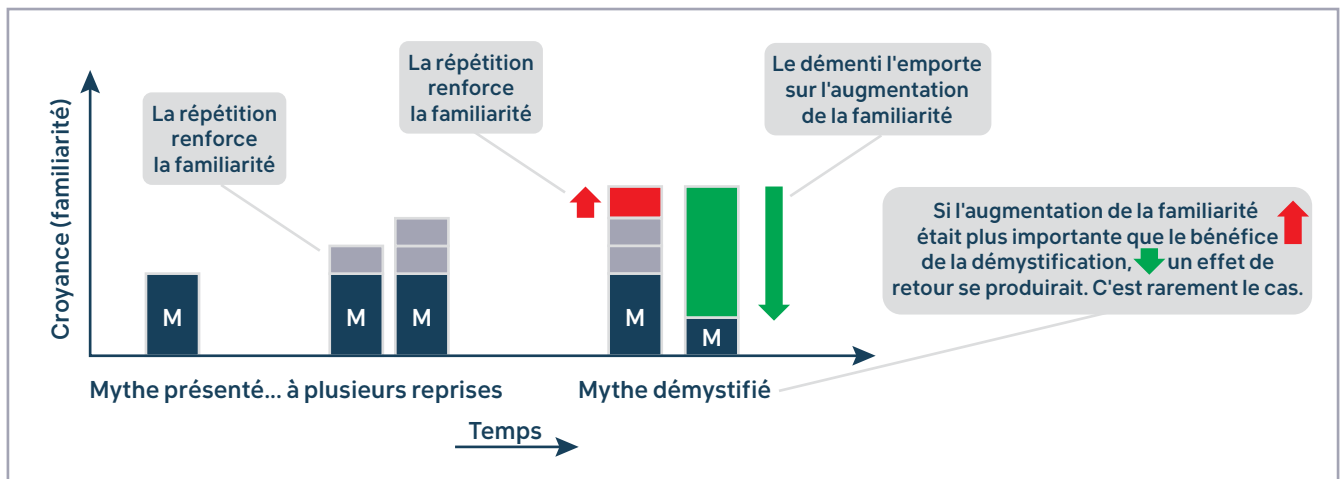 La répétition
renforce
la familiarité
La répétition
renforce
la familiarité
Le démenti l'emporte
sur l'augmentation
de la familiarité
Si l'augmentation de la familiarité
était plus importante que le bénéfice
de la démystification, un effet de
retour se produirait. C'est rarement le cas.
Croyance (familiarité)
M
M
M
M
M
Mythe présenté... à plusieurs reprises
Mythe démystifié
Temps